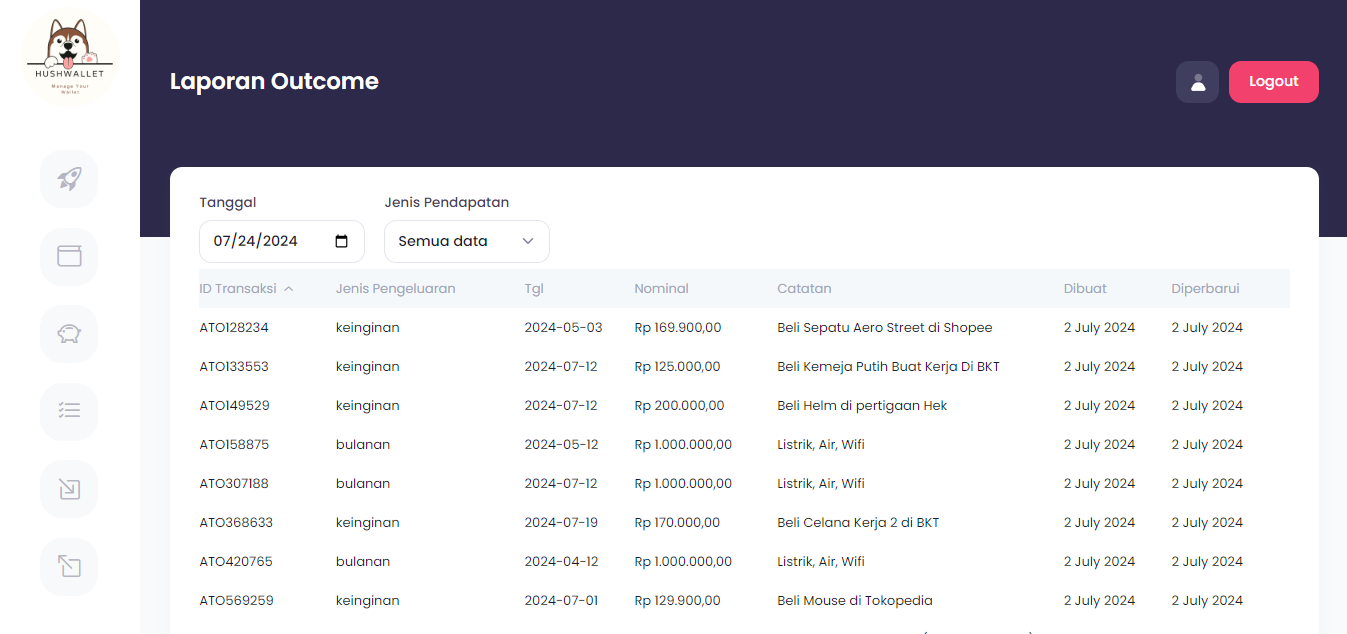 HUSHWALLET
Manage Your
Wallet
Laporan Outcome
Logout
Tanggal Jenis Pendapatan
07/24/2024 Semua data
ID Transaksi Jenis Pengeluaran Tgl Nominal Catatan Dibuat Diperbarui
ATO128234 keinginan 2024-05-03 Rp 169.900,00 Beli Sepatu Aero Street di Shopee 2 July 2024 2 July 2024
ATO133553 keinginan 2024-07-12 Rp 125.000,00 Beli Kemeja Putih Buat Kerja Di BKT 2 July 2024 2 July 2024
ATO149529 keinginan 2024-07-12 Rp 200.000,00 Beli Helm di pertigaan Hek 2 July 2024 2 July 2024
ATO158875 bulanan 2024-05-12 Rp 1.000.000,00 Listrik, Air, Wifi 2 July 2024 2 July 2024
ATO307188 bulanan 2024-07-12 Rp 1.000.000,00 Listrik, Air, Wifi 2 July 2024 2 July 2024
ATO368633 keinginan 2024-07-19 Rp 170.000,00 Beli Celana Kerja 2 di BKT 2 July 2024 2 July 2024
ATO420765 bulanan 2024-04-12 Rp 1.000.000,00 Listrik, Air, Wifi 2 July 2024 2 July 2024
ATO569259 keinginan 2024-07-01 Rp 129.900,00 Beli Mouse di Tokopedia 2 July 2024 2 July 2024